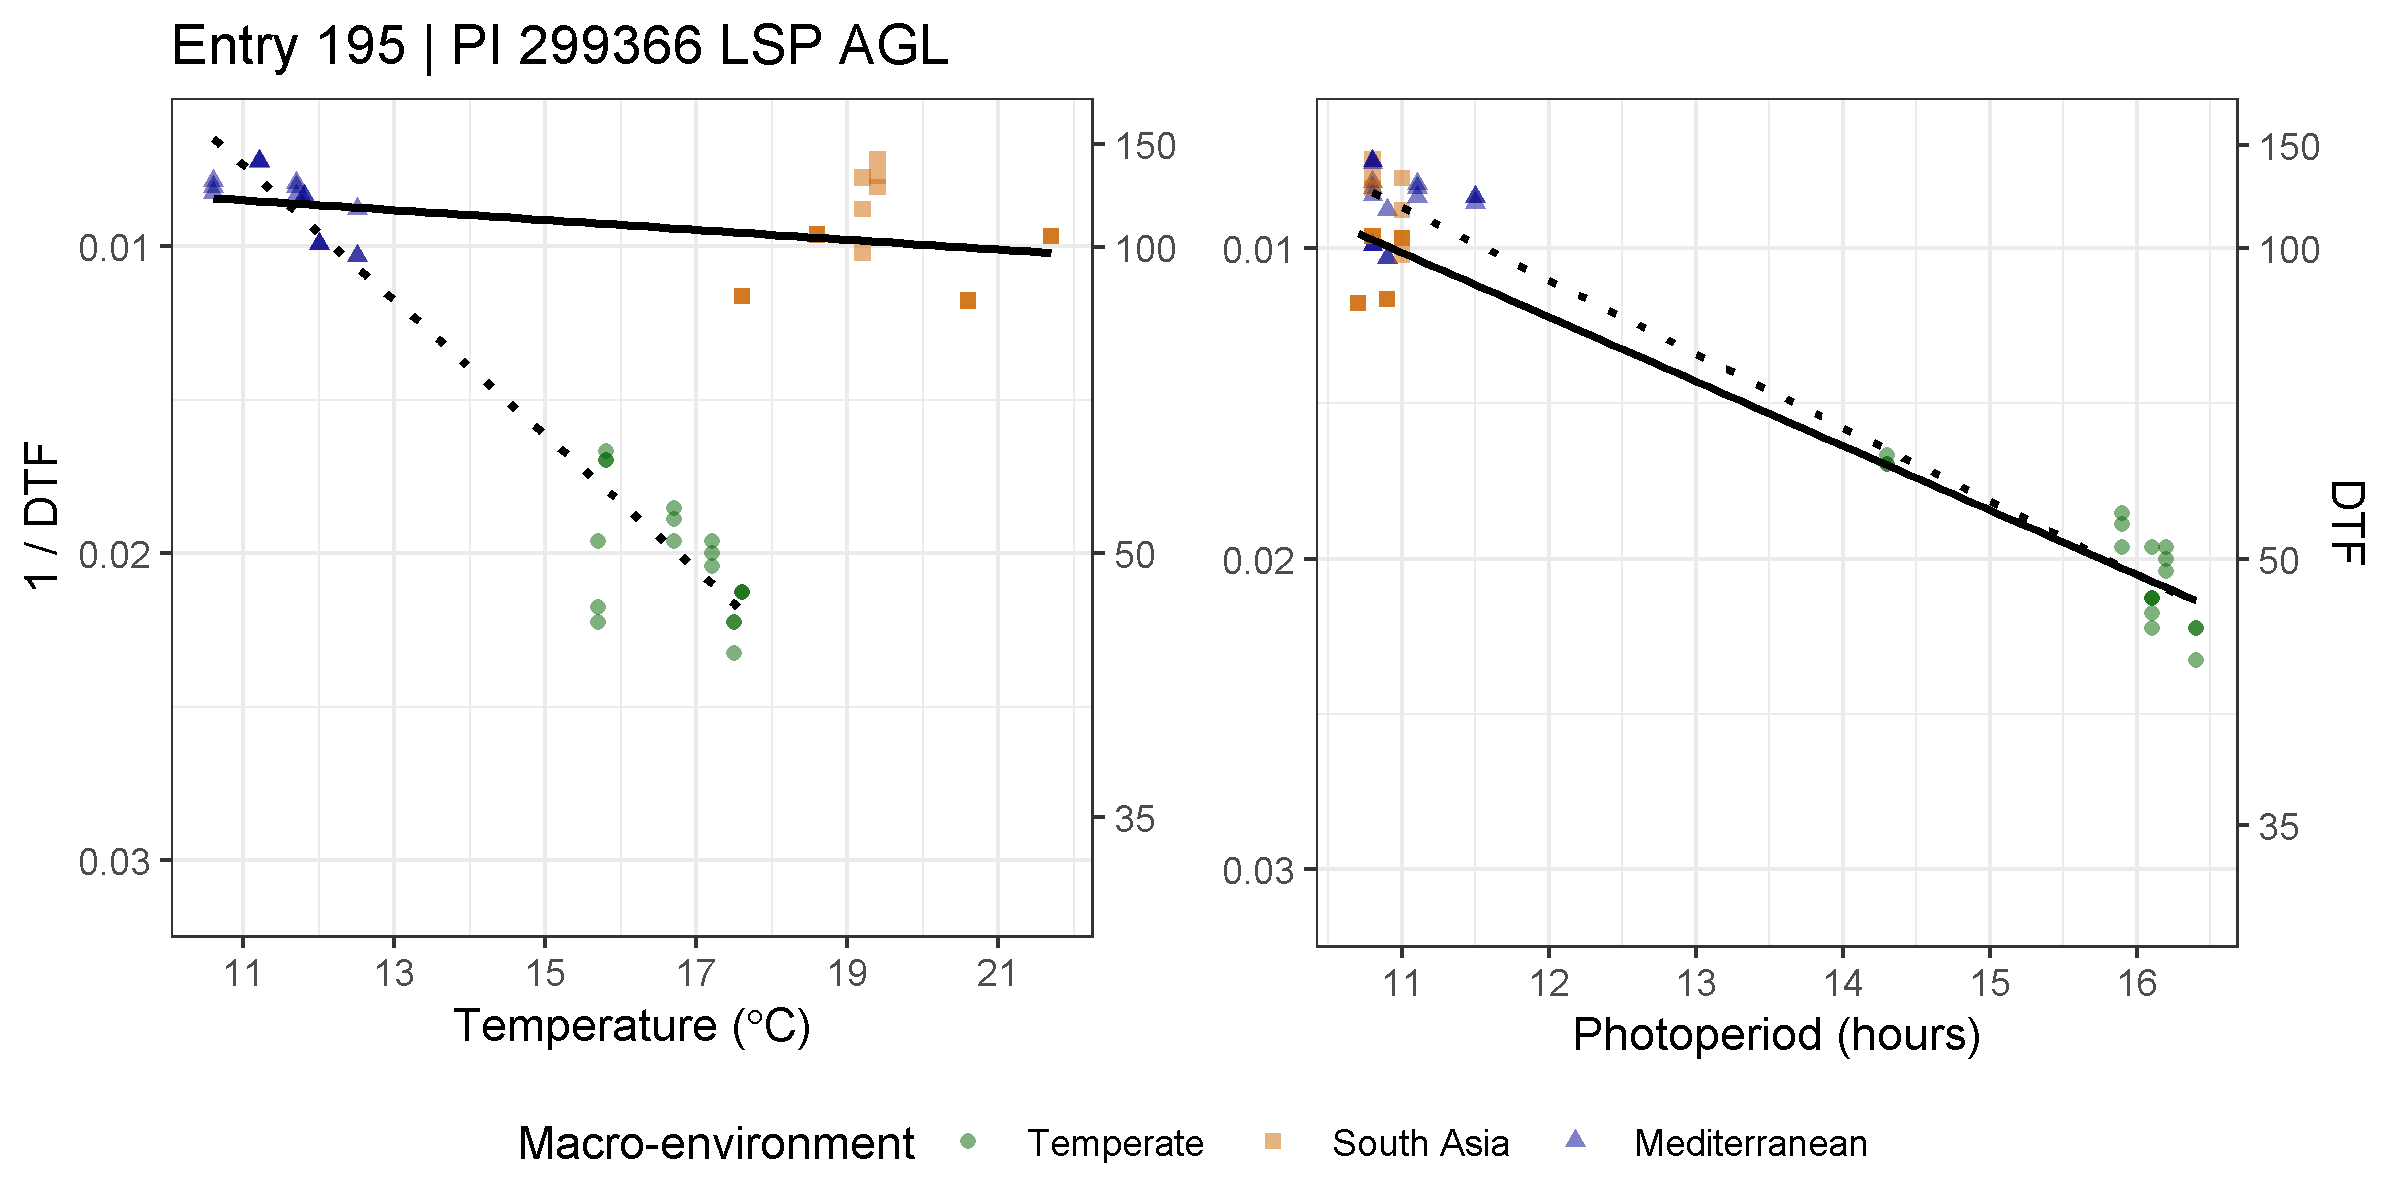 Entry 195 | PI 299366 LSP AGL
1 / DTF
0.01
0.02
0.03
150
100
50
35
11 13 15 17 19 21
Temperature (°C)
0.01
0.02
0.03
150
100
50
35
DTF
11 12 13 14 15 16
Photoperiod (hours)
Macro-environment Temperate South Asia Mediterranean